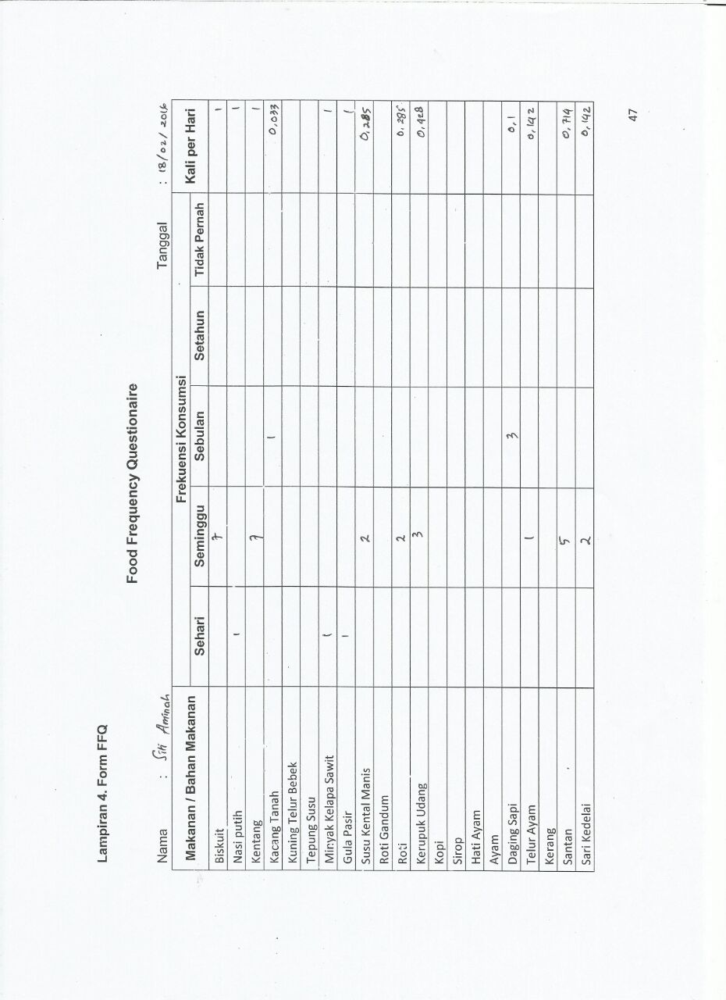 Lampiran 4. Form FFQ
Food Frequency Questionaire
Nama : Siti Aminah Tanggal : 18/02/2016
Makanan / Bahan Makanan Frekuensi Konsumsi Kali per Hari
Sehari Seminggu Sebulan Setahun Tidak Pernah
Biskuit 7 1
Nasi putih 1 1
Kentang 7 1
Kacang Tanah 1 0,033
Kuning Telur Bebek
Tepung Susu
Minyak Kelapa Sawit 1 1
Gula Pasir 1 1
Susu Kental Manis 2 0,285
Roti Gandum
Roti 2 0,285
Kerupuk Udang 3 0,428
Kopi
Sirop
Hati Ayam
Ayam
Daging Sapi 3 0,1
Telur Ayam 1 0,142
Kerang
Santan 5 0,714
Sari Kedelai 2 0,142
47